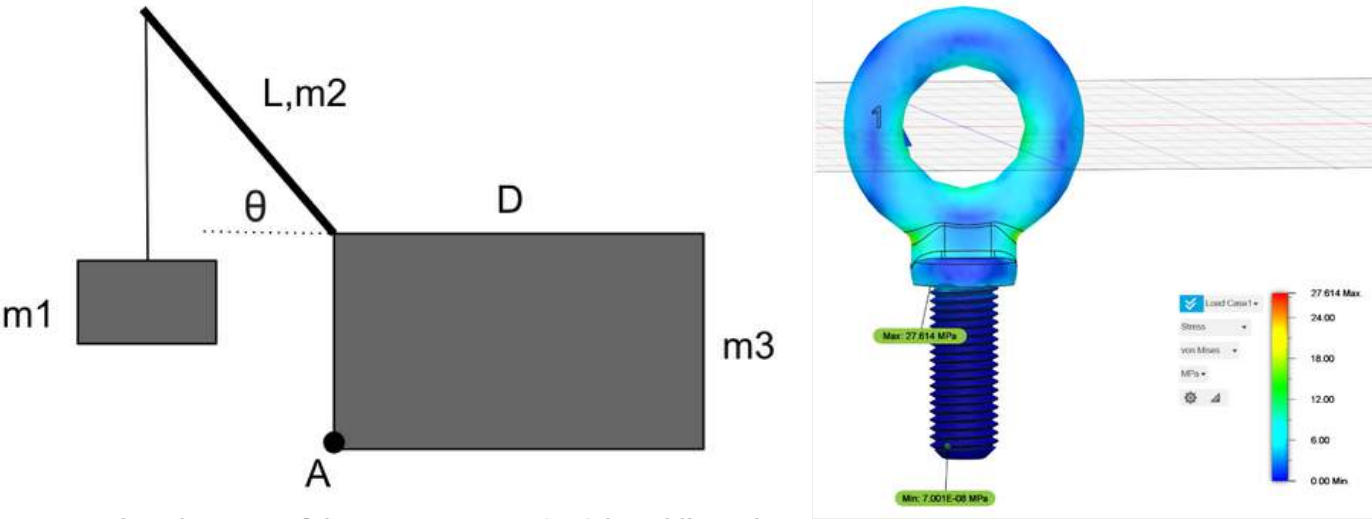 L,m2
θ
D
m1
m3
A
1
Load Case1
Stress
von Mises
MPa
27.614 Max.
24.00
18.00
12.00
6.00
0.00 Min
Max: 27.614 MPa
Min: 7.001E-08 MPa